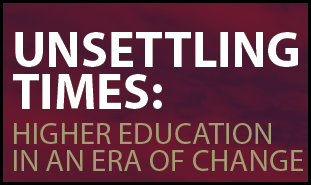 UNSETTLING
TIMES:
HIGHER EDUCATION
IN AN ERA OF CHANGE